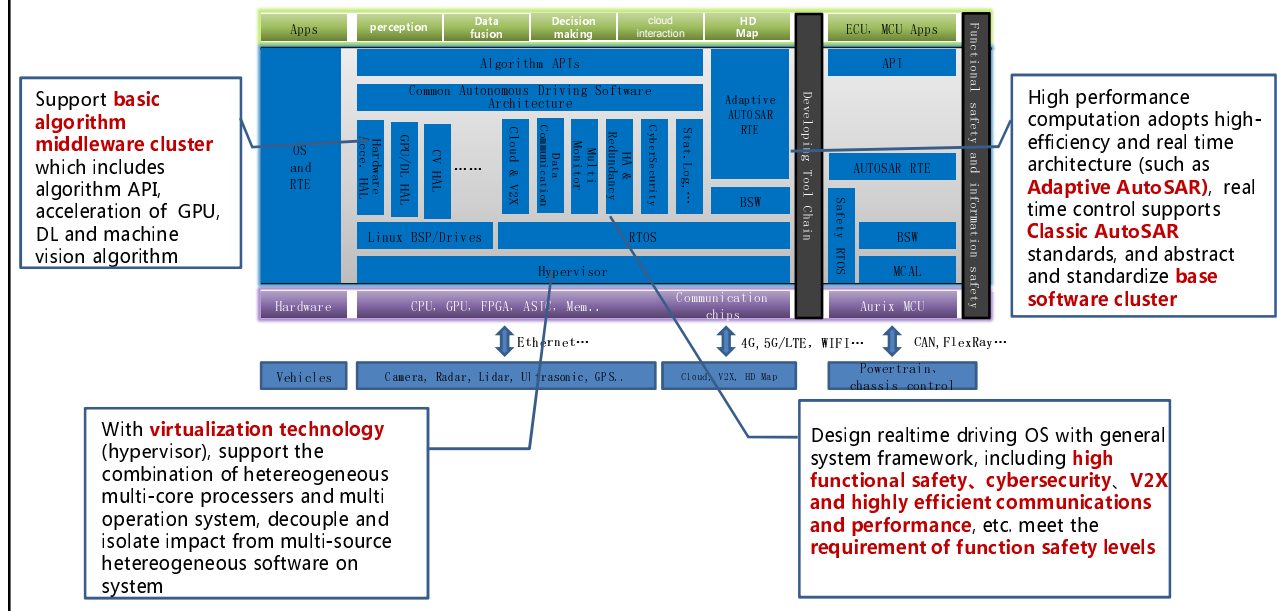 Apps
perception
Data
fusion
Decision
making
cloud
interaction
HD
Map
ECU, MCU Apps
OS
and
RTE
Algorithm APIs
Common Autonomous Driving Software
Architecture
Hardware
Acce. HAL
GPU/DL HAL
CV HAL
……
Cloud & V2X
Data
Communication
Multi
Monitor
HA &
Redundancy
CyberSecurity
Stat.Log,…
Adaptive
AUTOSAR
RTE
BSW
Linux BSP/Drives
RTOS
Hypervisor
Developing Tool Chain
API
AUTOSAR RTE
Safety RTOS
BSW
MCAL
Functional safety and information safety
Hardware
CPU, GPU, FPGA, ASIC, Mem..
Communication
chips
Aurix MCU
Ethernet…
4G,5G/LTE, WIFI…
CAN,FlexRay…
Vehicles
Camera, Radar, Lidar, Ultrasonic, GPS..
Cloud, V2X, HD Map
Powertrain、
chassis control
Support basic
algorithm
middleware cluster
which includes
algorithm API,
acceleration of GPU,
DL and machine
vision algorithm
High performance
computation adopts high-
efficiency and real time
architecture (such as
Adaptive AutoSAR), real
time control supports
Classic AutoSAR
standards, and abstract
and standardize base
software cluster
With virtualization technology
(hypervisor), support the
combination of hetereogeneous
multi-core processers and multi
operation system, decouple and
isolate impact from multi-source
hetereogeneous software on
system
Design realtime driving OS with general
system framework, including high
functional safety、cybersecurity、V2X
and highly efficient communications
and performance, etc. meet the
requirement of function safety levels